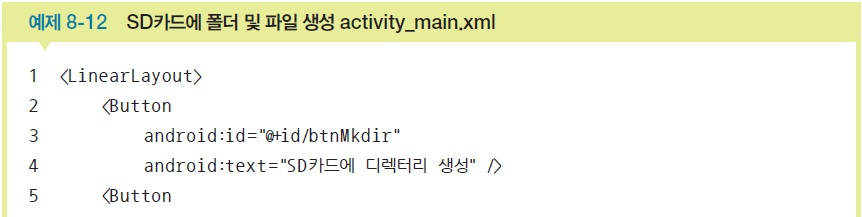 예제 8-12 SD카드에 폴더 및 파일 생성 activity_main.xml
1 <LinearLayout>
2 <Button
3 android:id="@+id/btnMkdir"
4 android:text="SD카드에 디렉터리 생성" />
5 <Button